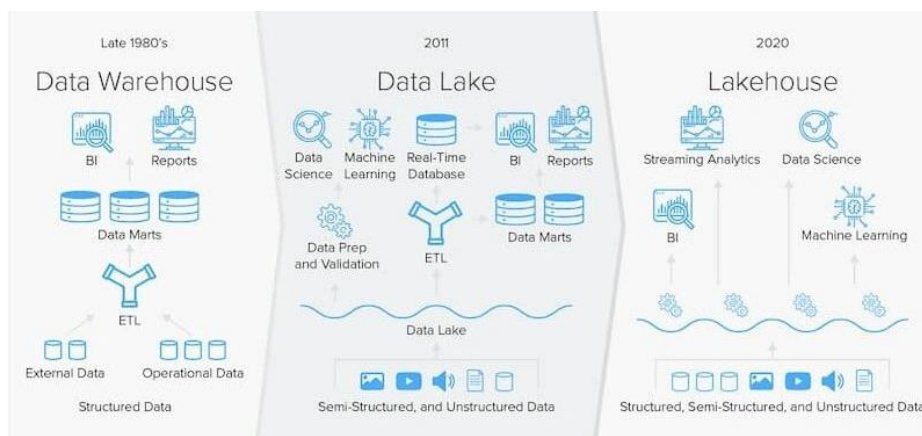 Late 1980's
Data Warehouse
BI
Reports
Data Marts
ETL
External Data
Operational Data
Structured Data
2011
Data Lake
Data
Science
Machine
Learning
Real-Time
Database
BI
Reports
Data Prep
and Validation
ETL
Data Marts
Data Lake
Semi-Structured, and Unstructured Data
2020
Lakehouse
Streaming Analytics
Data Science
BI
Machine Learning
Structured, Semi-Structured, and Unstructured Data